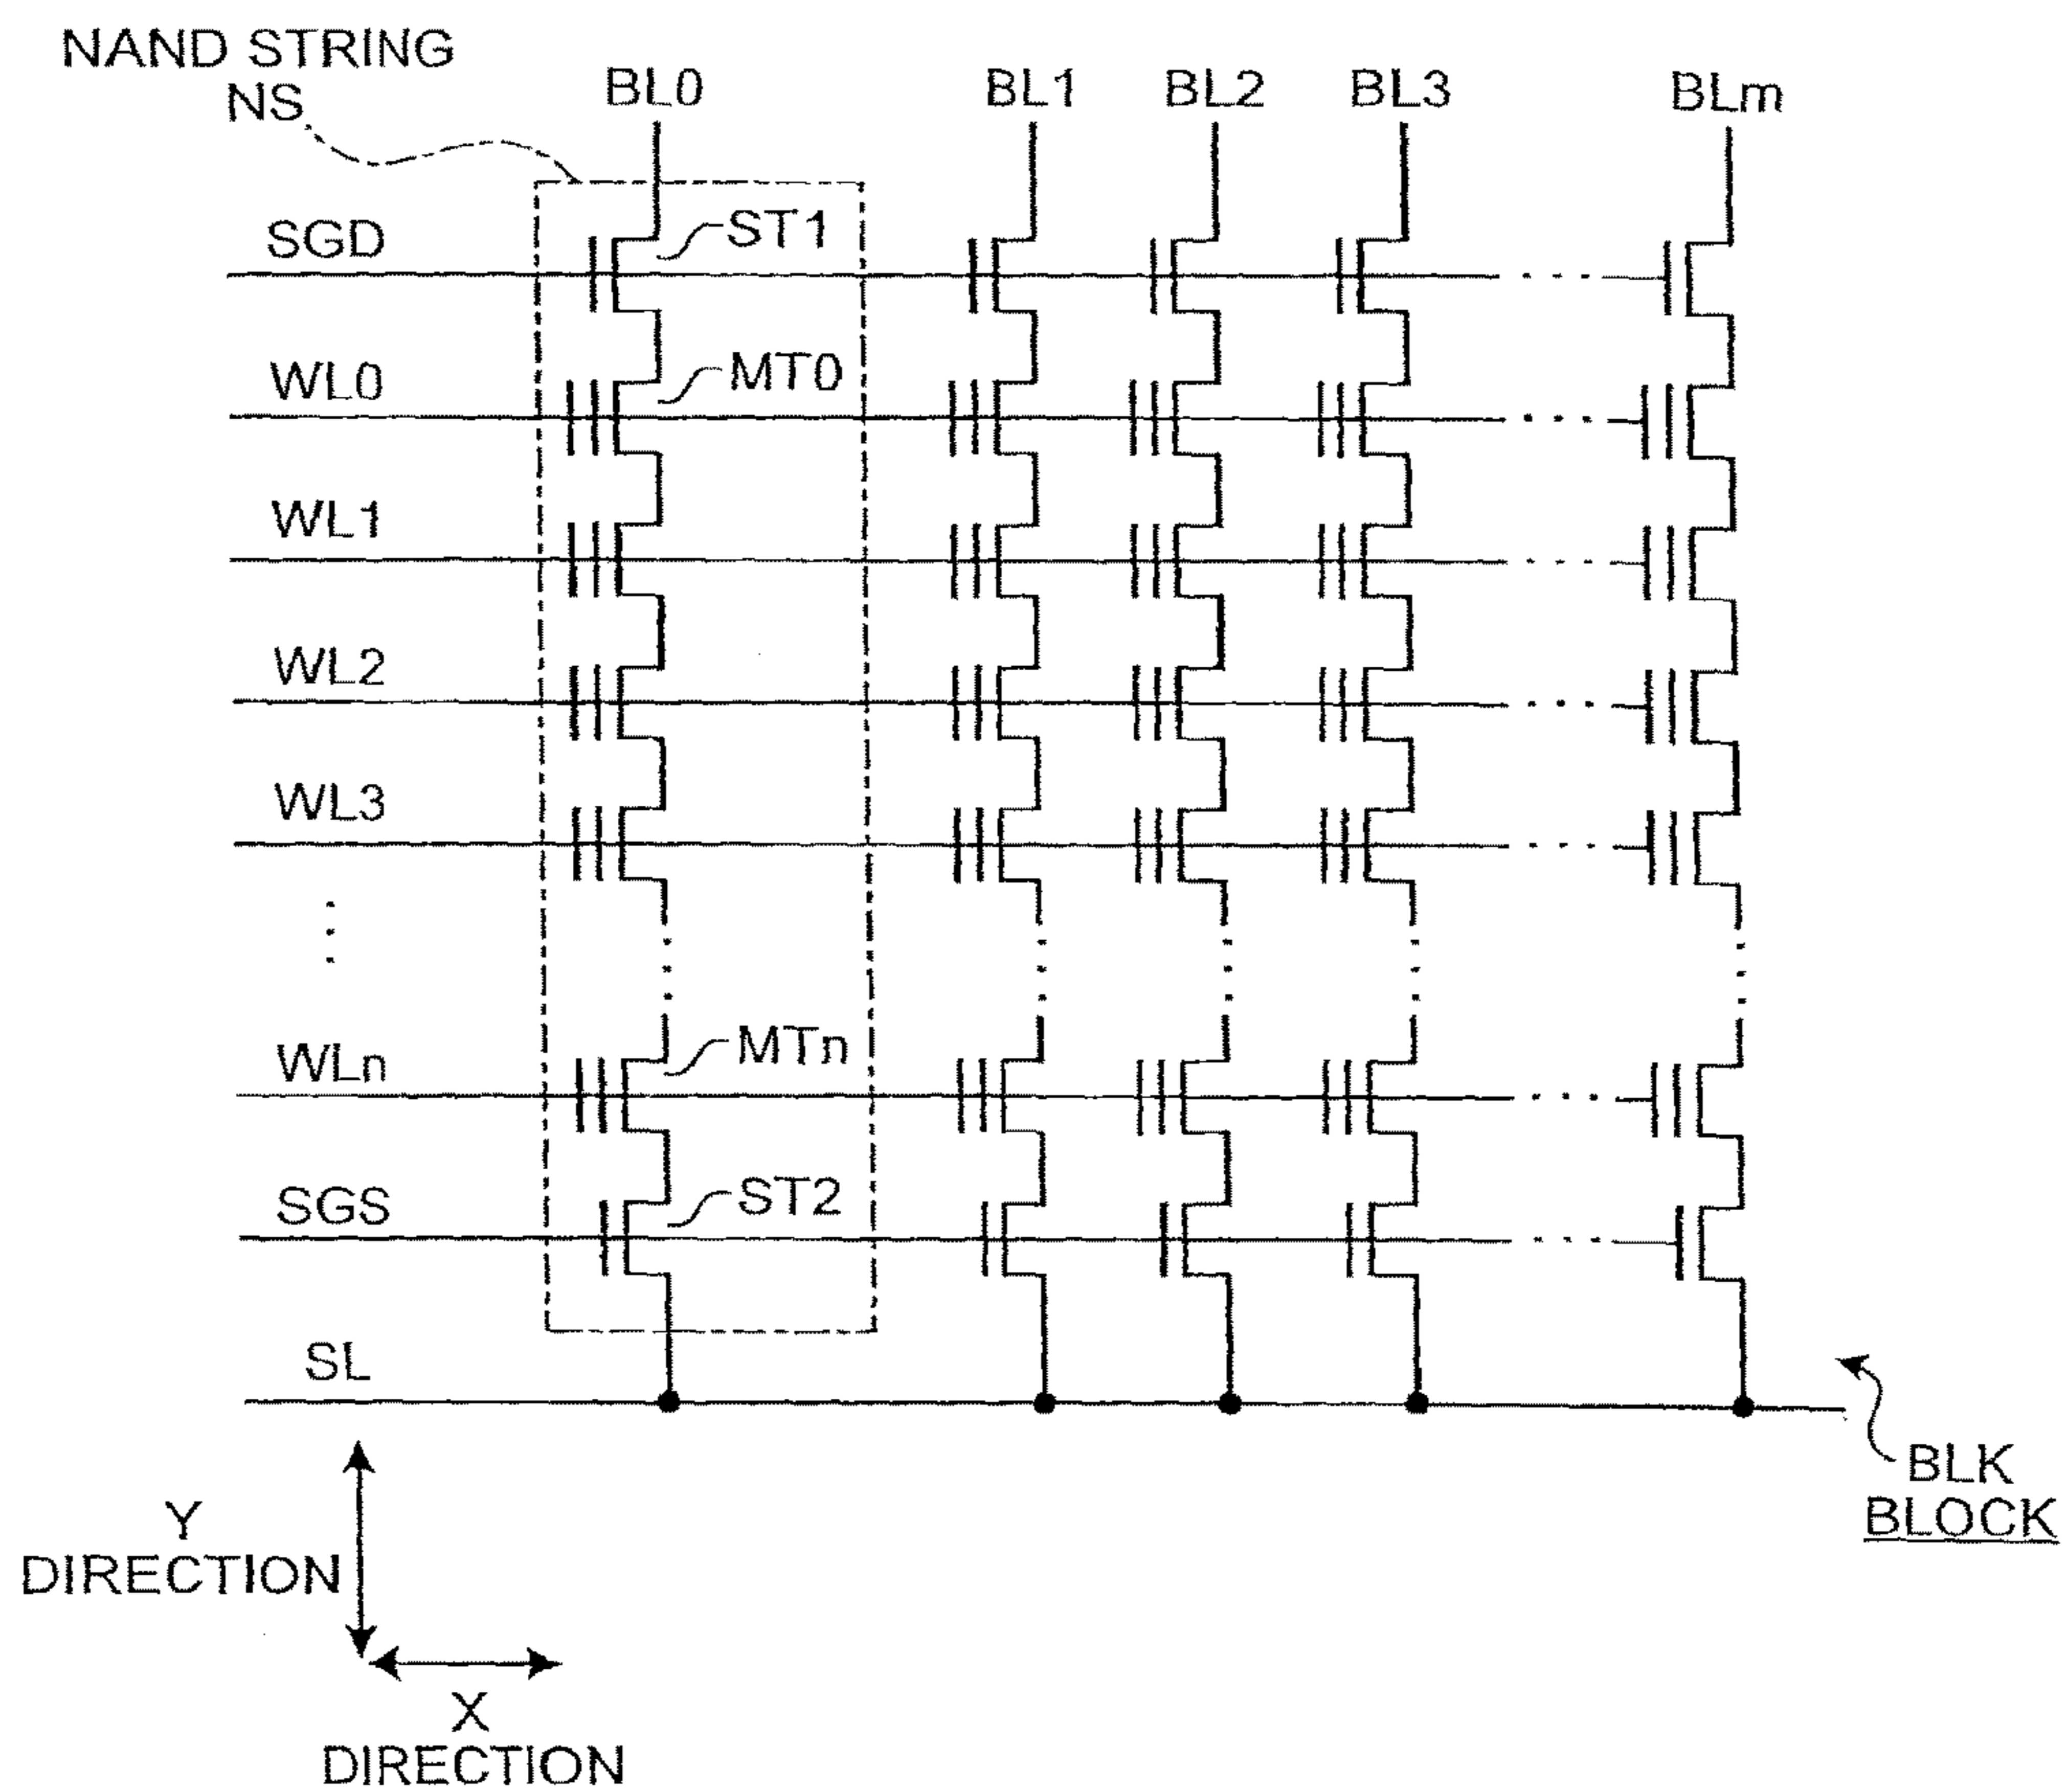 NAND STRING
NS
BL0
BL1
BL2
BL3
BLm
SGD
ST1
WL0
MT0
WL1
WL2
WL3
WLn
MTn
SGS
ST2
SL
BLK
BLOCK
Y
DIRECTION
X
DIRECTION